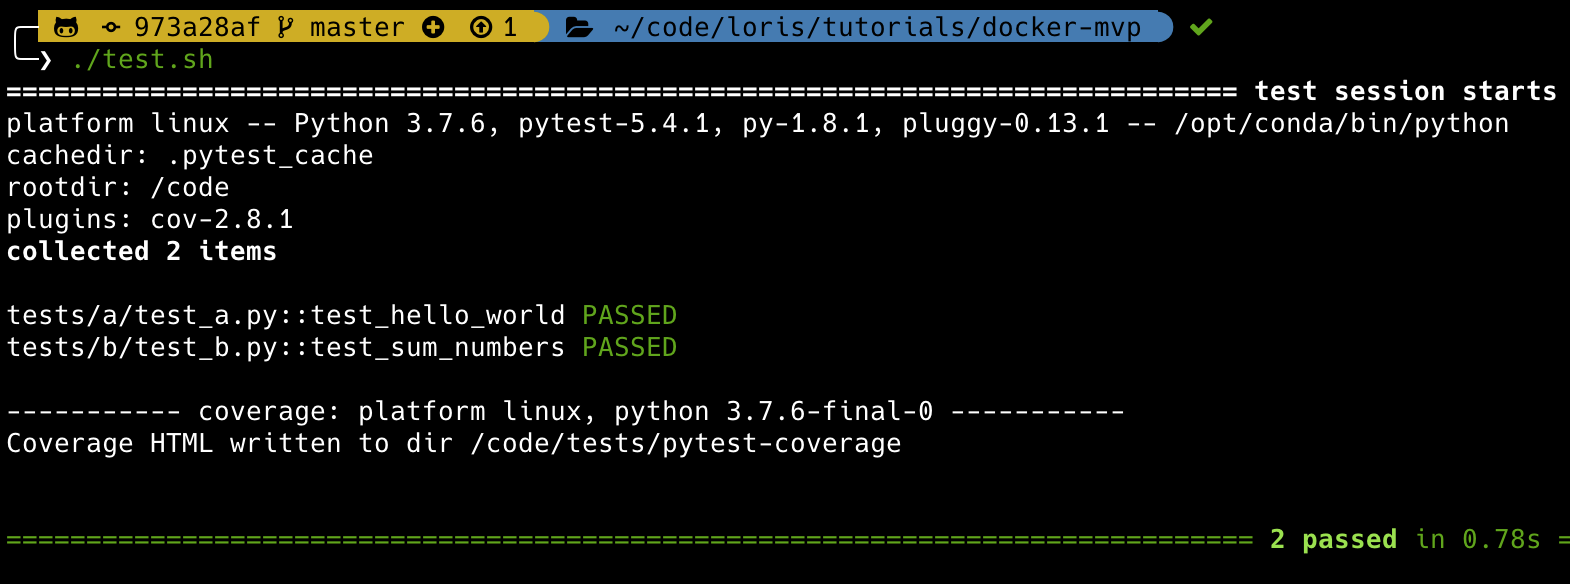 973a28af master 1 ~/code/loris/tutorials/docker-mvp ✔
❯ ./test.sh
============================================================================= test session starts
platform linux -- Python 3.7.6, pytest-5.4.1, py-1.8.1, pluggy-0.13.1 -- /opt/conda/bin/python
cachedir: .pytest_cache
rootdir: /code
plugins: cov-2.8.1
collected 2 items
tests/a/test_a.py::test_hello_world PASSED
tests/b/test_b.py::test_sum_numbers PASSED
----------- coverage: platform linux, python 3.7.6-final-0 -----------
Coverage HTML written to dir /code/tests/pytest-coverage
============================================================================== 2 passed in 0.78s =